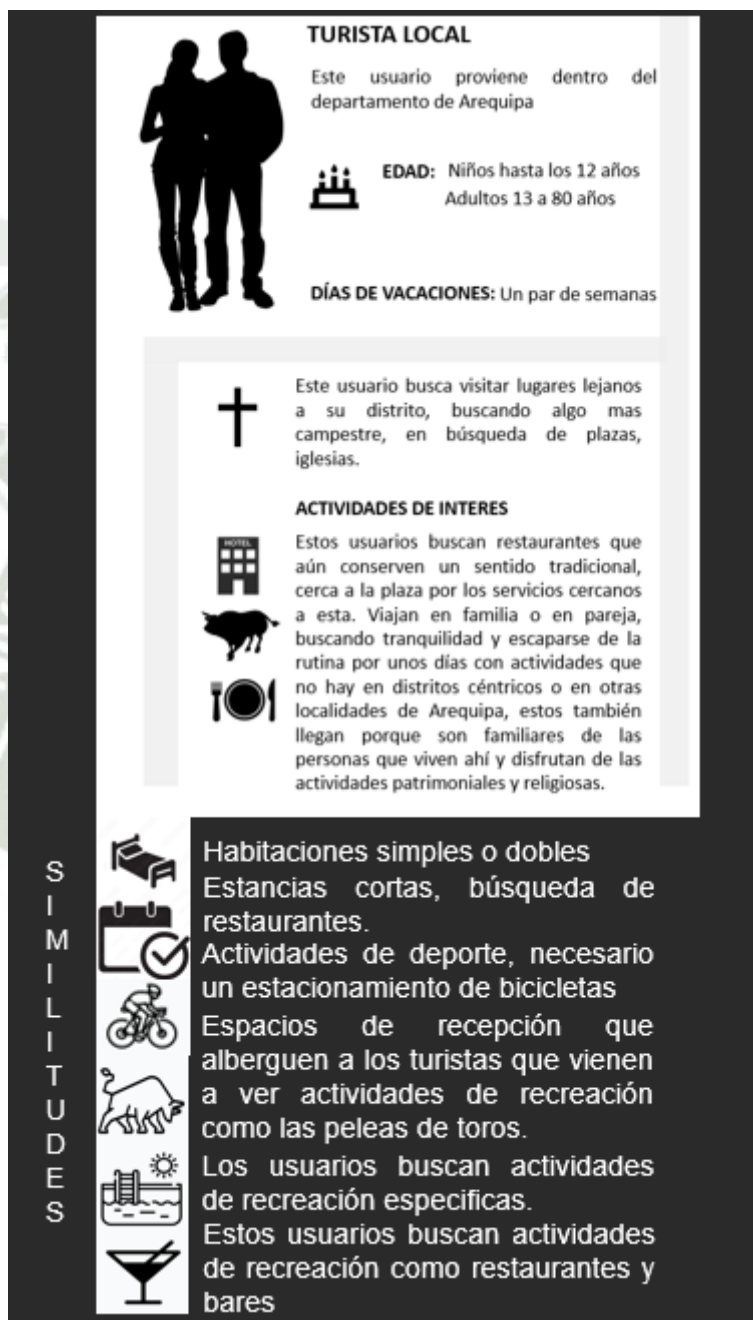 TURISTA LOCAL
Este usuario proviene dentro del
departamento de Arequipa
EDAD: Niños hasta los 12 años
Adultos 13 a 80 años
DÍAS DE VACACIONES: Un par de semanas
Este usuario busca visitar lugares lejanos
a su distrito, buscando algo mas
campestre, en búsqueda de plazas,
iglesias.
ACTIVIDADES DE INTERES
HOTEL
Estos usuarios buscan restaurantes que
aún conserven un sentido tradicional,
cerca a la plaza por los servicios cercanos
a esta. Viajan en familia o en pareja,
buscando tranquilidad y escaparse de la
rutina por unos días con actividades que
no hay en distritos céntricos o en otras
localidades de Arequipa, estos también
llegan porque son familiares de las
personas que viven ahí y disfrutan de las
actividades patrimoniales y religiosas.
SIMILITUDES
Habitaciones simples o dobles
Estancias cortas, búsqueda de
restaurantes.
Actividades de deporte, necesario
un estacionamiento de bicicletas
Espacios de recepción que
alberguen a los turistas que vienen
a ver actividades de recreación
como las peleas de toros.
Los usuarios buscan actividades
de recreación especificas.
Estos usuarios buscan actividades
de recreación como restaurantes y
bares